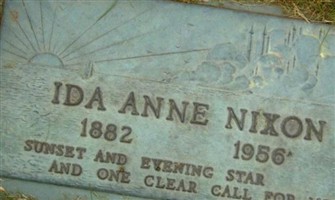 IDA ANNE NIXON
1882 1956
SUNSET AND EVENING STAR
AND ONE CLEAR CALL FOR